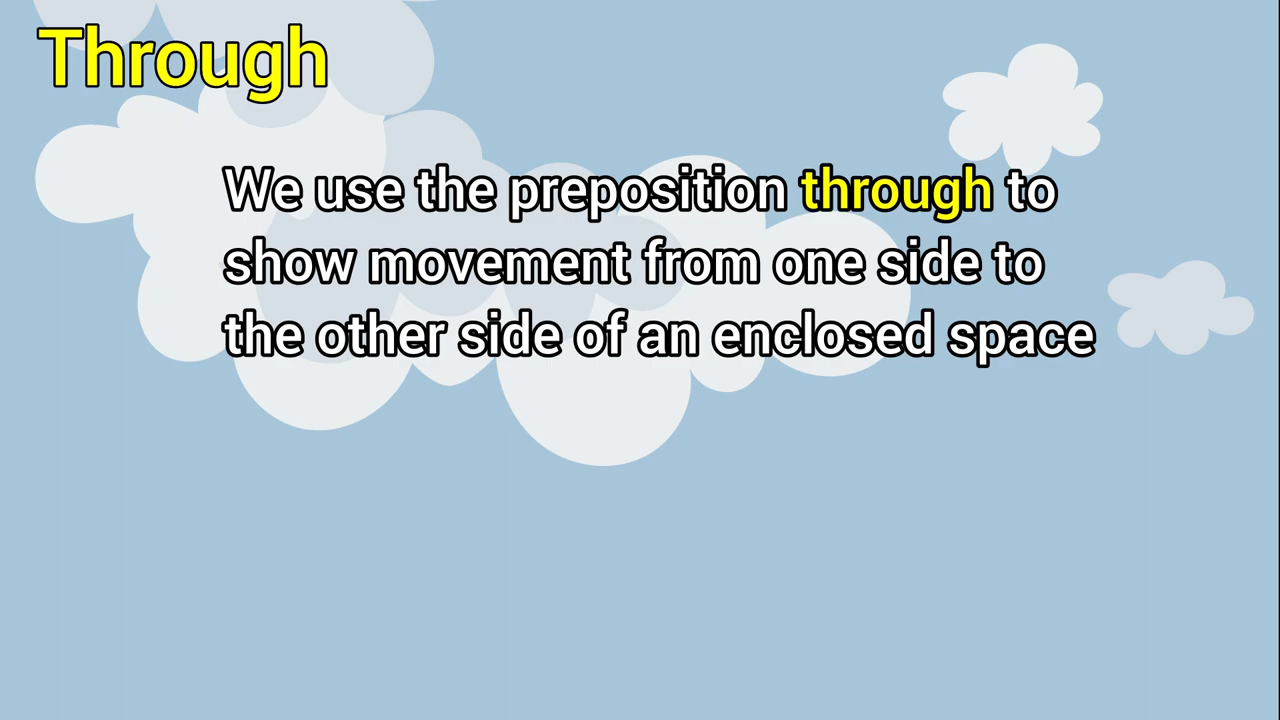 Through
We use the preposition through to
show movement from one side to
the other side of an enclosed space